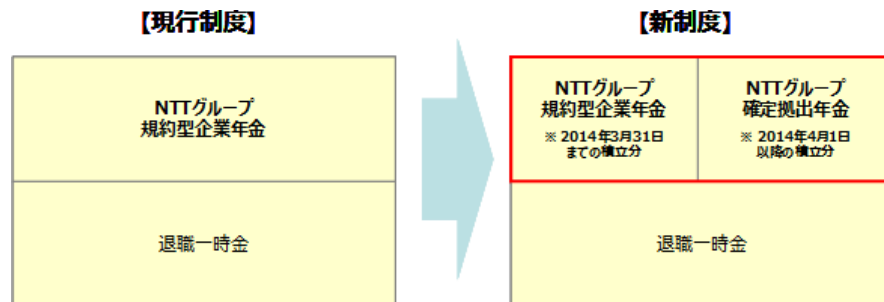 【現行制度】
【新制度】
NTTグループ
規約型企業年金
退職一時金
NTTグループ
規約型企業年金
※ 2014年3月31日
までの積立分
NTTグループ
確定拠出年金
※ 2014年4月1日
以降の積立分
退職一時金